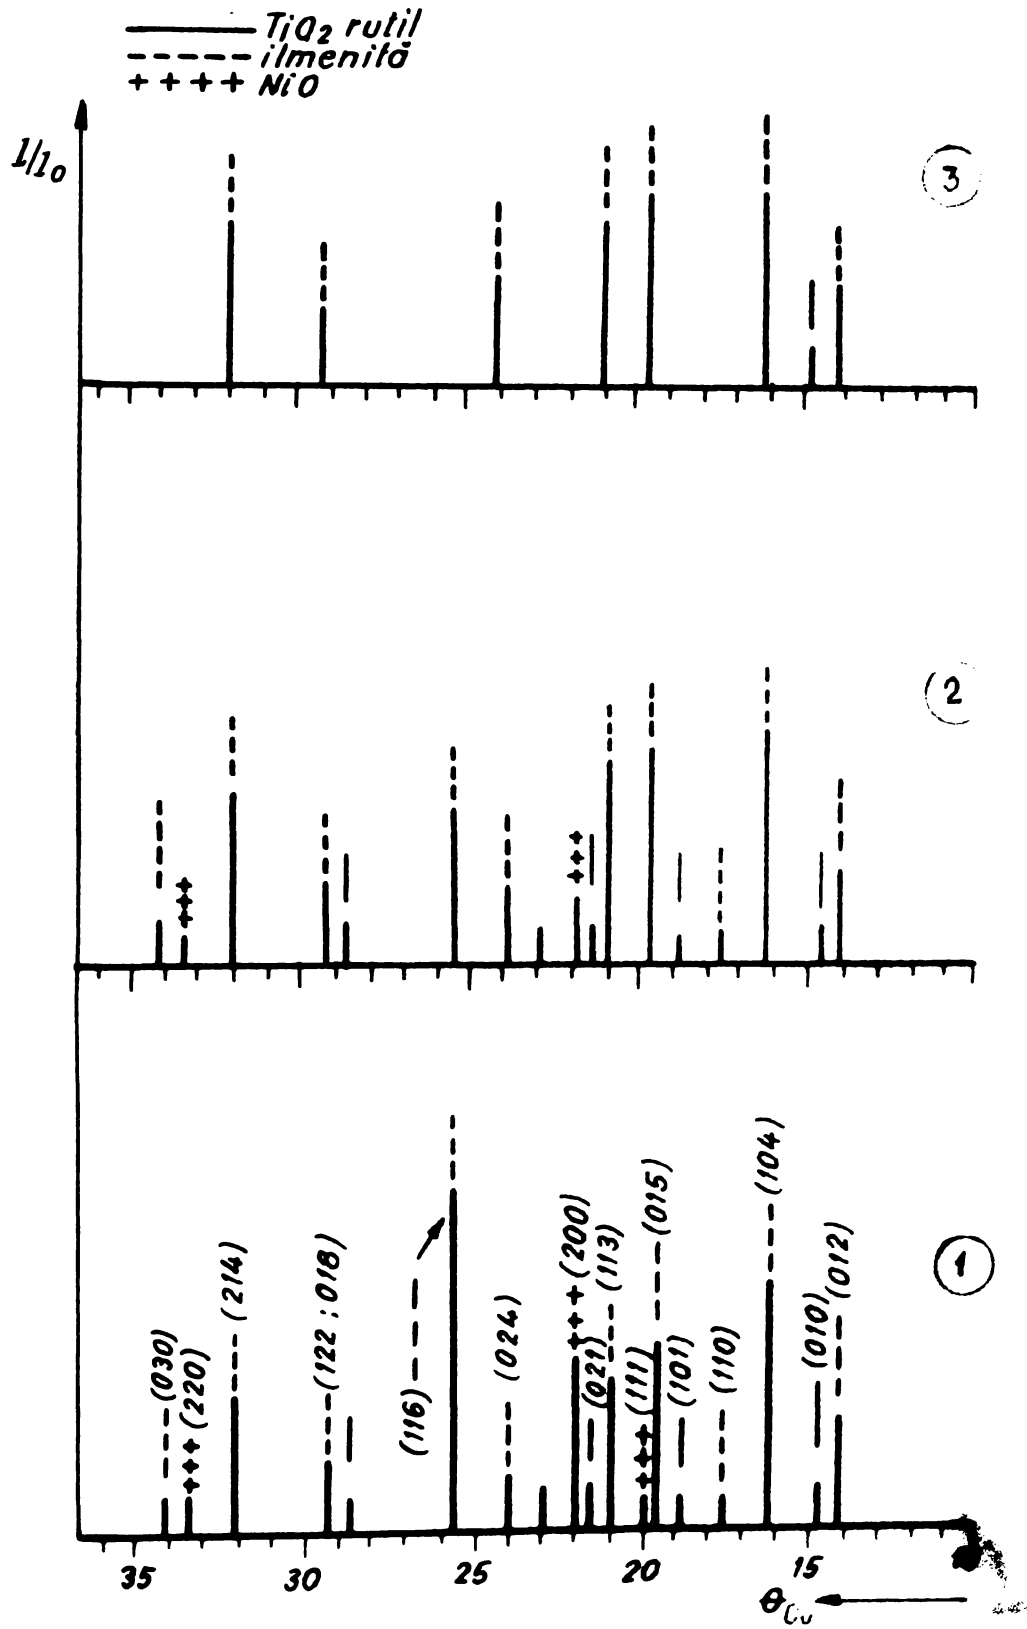 TiO2 rutil
ilmenită
NiO
I/I0
3
2
1
(030)
(220)
(214)
(122 ; 018)
(116)
(024)
(200)
(021)
(113)
(111)
(015)
(101)
(110)
(104)
(010)
(012)
35 30 25 20 15
θCu